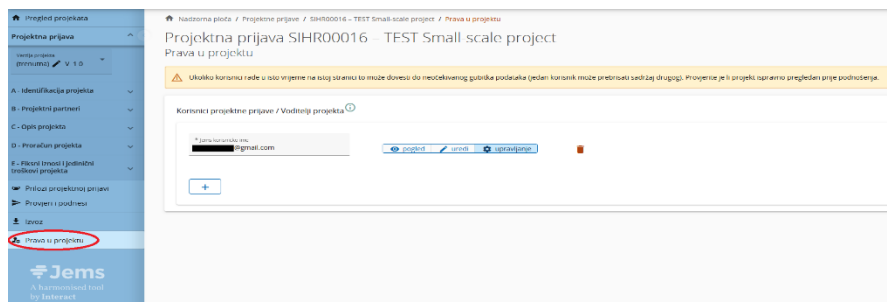 Pregled projekata
Projektna prijava
Verzija projekta
(trenutna) V. 1.0
A - Identifikacija projekta
B - Projektni partneri
C - Opis projekta
D - Proračun projekta
E - Fiksni iznosi i jedinični
troškovi projekta
Prilozi projektnoj prijavi
Provjeri i podnesi
Izvoz
Prava u projektu
Jems
A harmonised tool
by Interact
Nadzorna ploča / Projektne prijave / SIHR00016 – TEST Small-scale project / Prava u projektu
Projektna prijava SIHR00016 – TEST Small-scale project
Prava u projektu
Ukoliko korisnici rade u isto vrijeme na istoj stranici to može dovesti do neočekivanog gubitka podataka (jedan korisnik može prebrisati sadržaj drugog). Provjerite je li projekt ispravno pregledan prije podnošenja.
Korisnici projektne prijave / Voditelji projekta
* Jems korisničko ime
@gmail.com
pogled uredi upravljanje
+